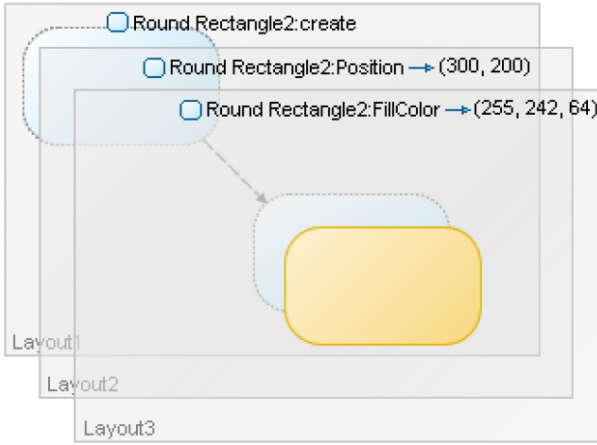 Round Rectangle2:create
Round Rectangle2:Position → (300, 200)
Round Rectangle2:FillColor → (255, 242, 64)
Layout1
Layout2
Layout3